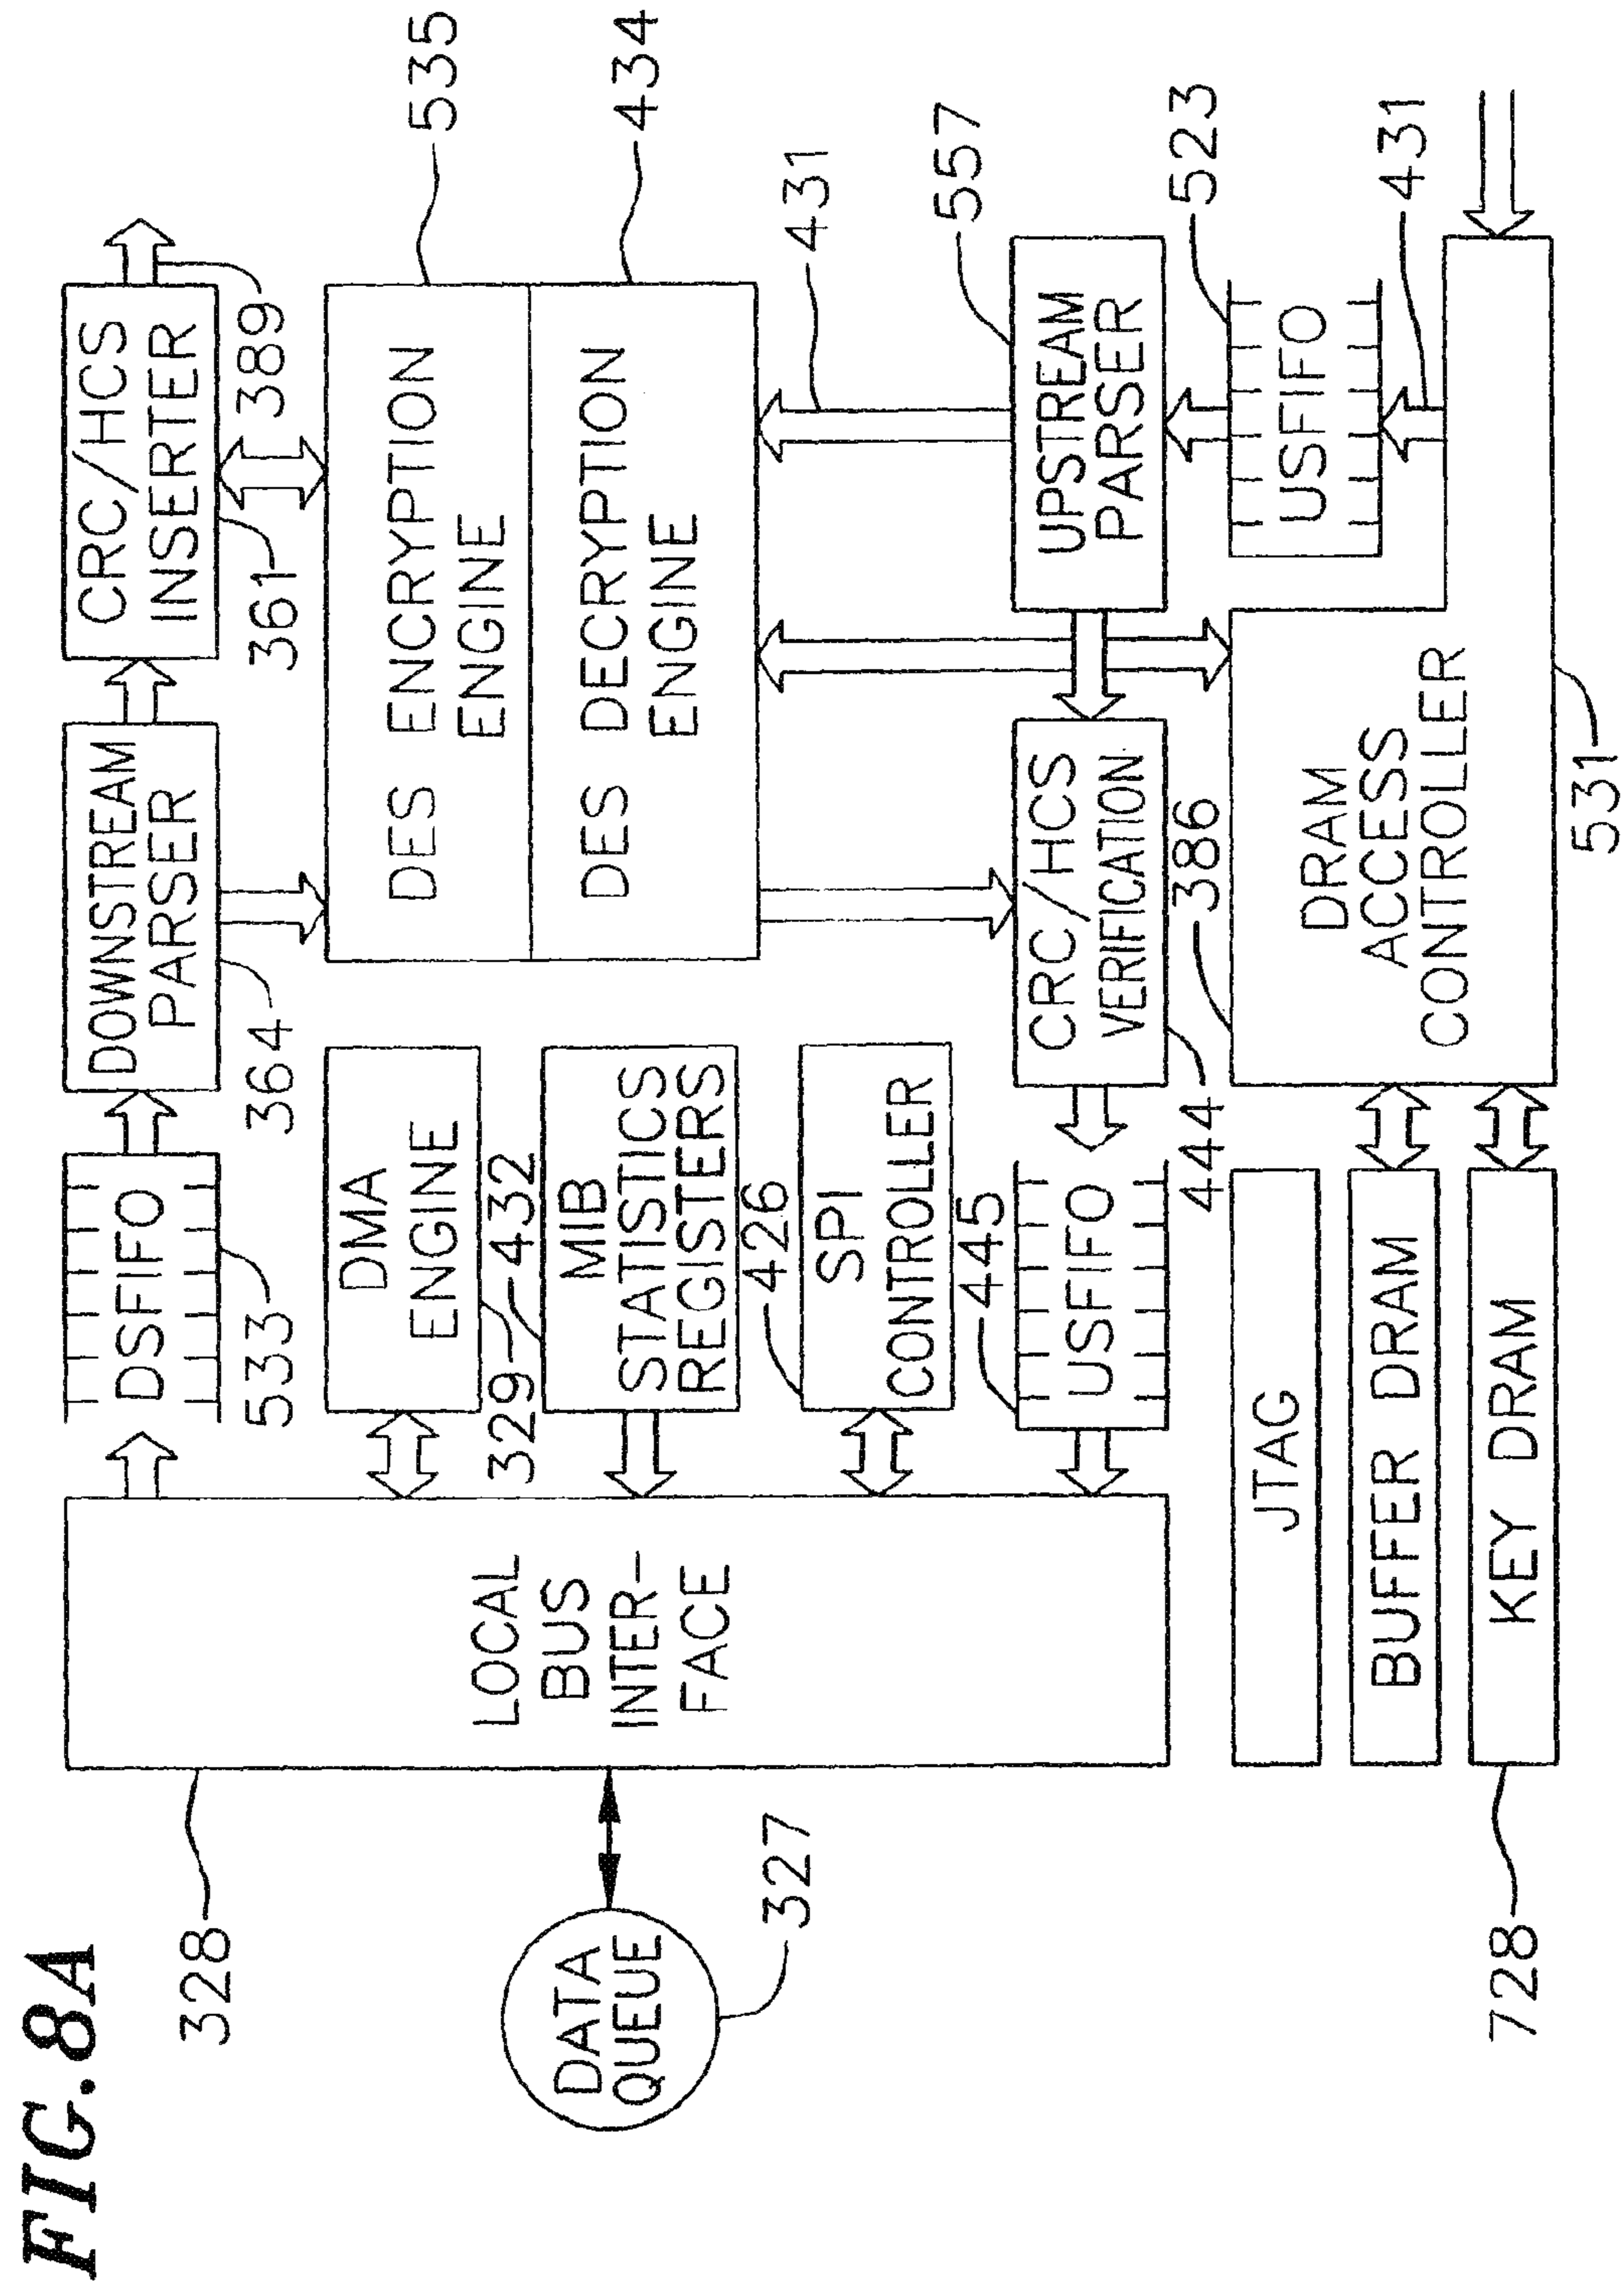 FIG. 8A
328
DATA
QUEUE
327
LOCAL
BUS
INTER-
FACE
DSFIFO
533
DOWNSTREAM
PARSER
364
CRC/HCS
INSERTER
361
389
DMA
ENGINE
329
432
MIB
STATISTICS
REGISTERS
426
SPI
CONTROLLER
445
USFIFO
DES ENCRYPTION
ENGINE
535
DES DECRYPTION
ENGINE
434
431
557
CRC/HCS
VERIFICATION
444
UPSTREAM
PARSER
523
USFIFO
431
386
DRAM
ACCESS
CONTROLLER
531
JTAG
BUFFER DRAM
KEY DRAM
728